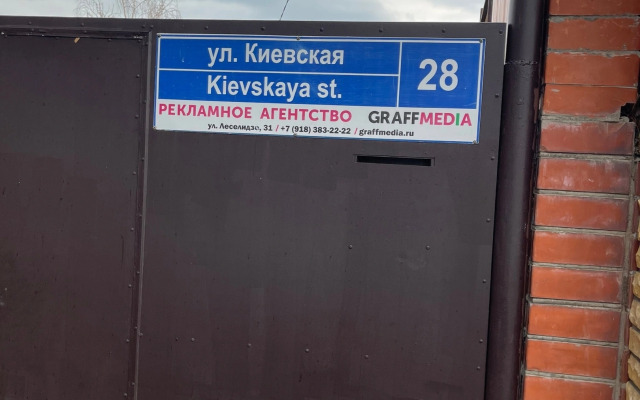 ул. Киевская
Kievskaya st.
28
РЕКЛАМНОЕ АГЕНТСТВО GRAFFMEDIA
ул. Леселидзе, 31 / +7 (918) 383-22-22 / graffmedia.ru